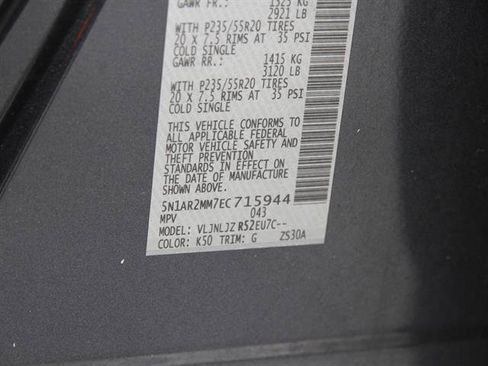 GAWR FR.: 1325 KG
2921 LB
WITH P235/55R20 TIRES
20 x 7.5 RIMS AT 35 PSI
COLD SINGLE
GAWR RR.: 1415 KG
3120 LB
WITH P235/55R20 TIRES
20 x 7.5 RIMS AT 35 PSI
COLD SINGLE
THIS VEHICLE CONFORMS TO
ALL APPLICABLE FEDERAL
MOTOR VEHICLE SAFETY AND
THEFT PREVENTION
STANDARDS IN EFFECT ON
THE DATE OF MANUFACTURE
SHOWN ABOVE.
5N1AR2MM7EC715944
MPV 043
MODEL: VLJNLJZ R52EU7C--
COLOR: K50 TRIM: G ZS30A